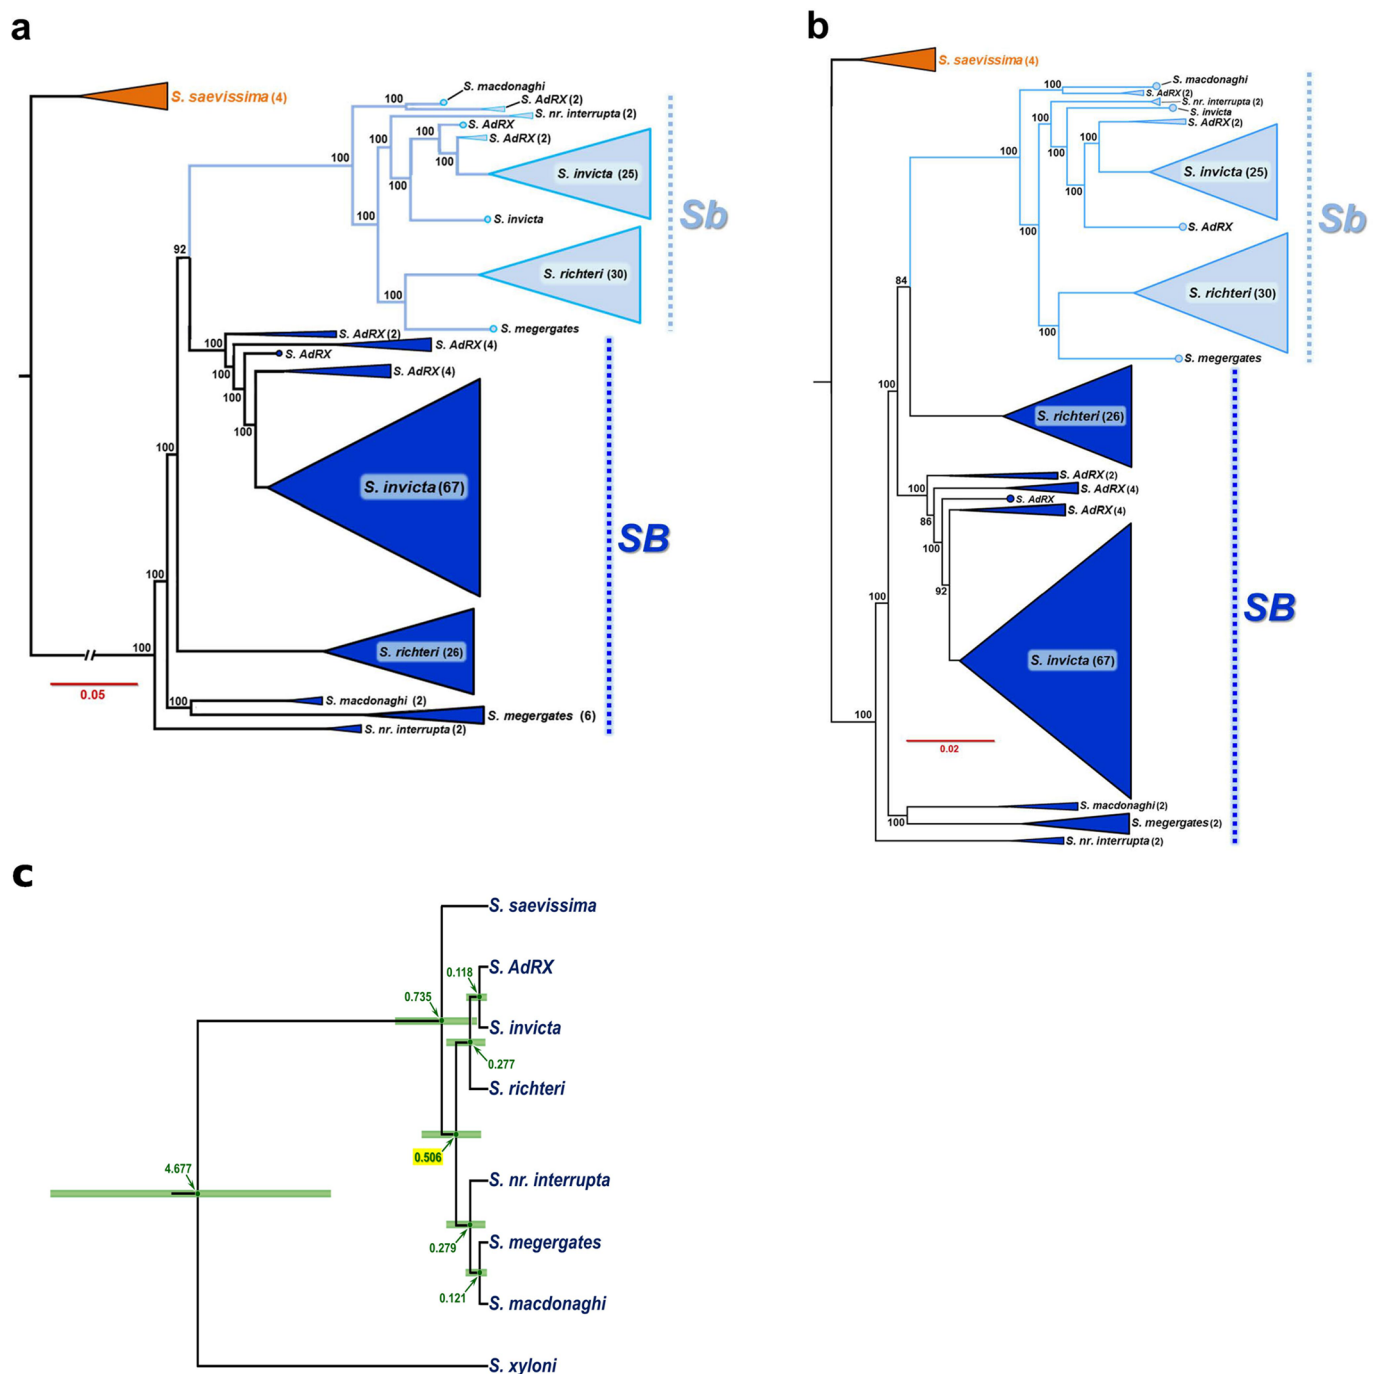 a
S. saevissima (4)
100
S. macdonaghi
S. AdRX (2)
S. nr. interrupta (2)
S. AdRX
100
S. AdRX (2)
100
100
S. invicta (25)
100
Sb
100
S. invicta
92
S. richteri (30)
100
S. megergates
100
S. AdRX (2)
S. AdRX (4)
S. AdRX
100
S. AdRX (4)
100
100
100
S. invicta (67)
SB
100
100
S. richteri (26)
0.05
100
S. macdonaghi (2)
S. megergates (6)
S. nr. interrupta (2)
b
S. saevissima (4)
100
S. macdonaghi
S. AdRX (2)
S. nr. interrupta (2)
S. invicta
S. AdRX (2)
100
100
100
S. invicta (25)
100
100
Sb
S. AdRX
100
84
S. richteri (30)
100
S. megergates
100
S. richteri (26)
S. AdRX (2)
100
S. AdRX (4)
S. AdRX
S. AdRX (4)
86
100
92
100
SB
S. invicta (67)
100
0.02
S. macdonaghi (2)
100
S. megergates (2)
S. nr. interrupta (2)
c
S. saevissima
0.118
S. AdRX
0.735
S. invicta
0.277
S. richteri
0.506
4.677
S. nr. interrupta
0.279
S. megergates
0.121
S. macdonaghi
S. xyloni